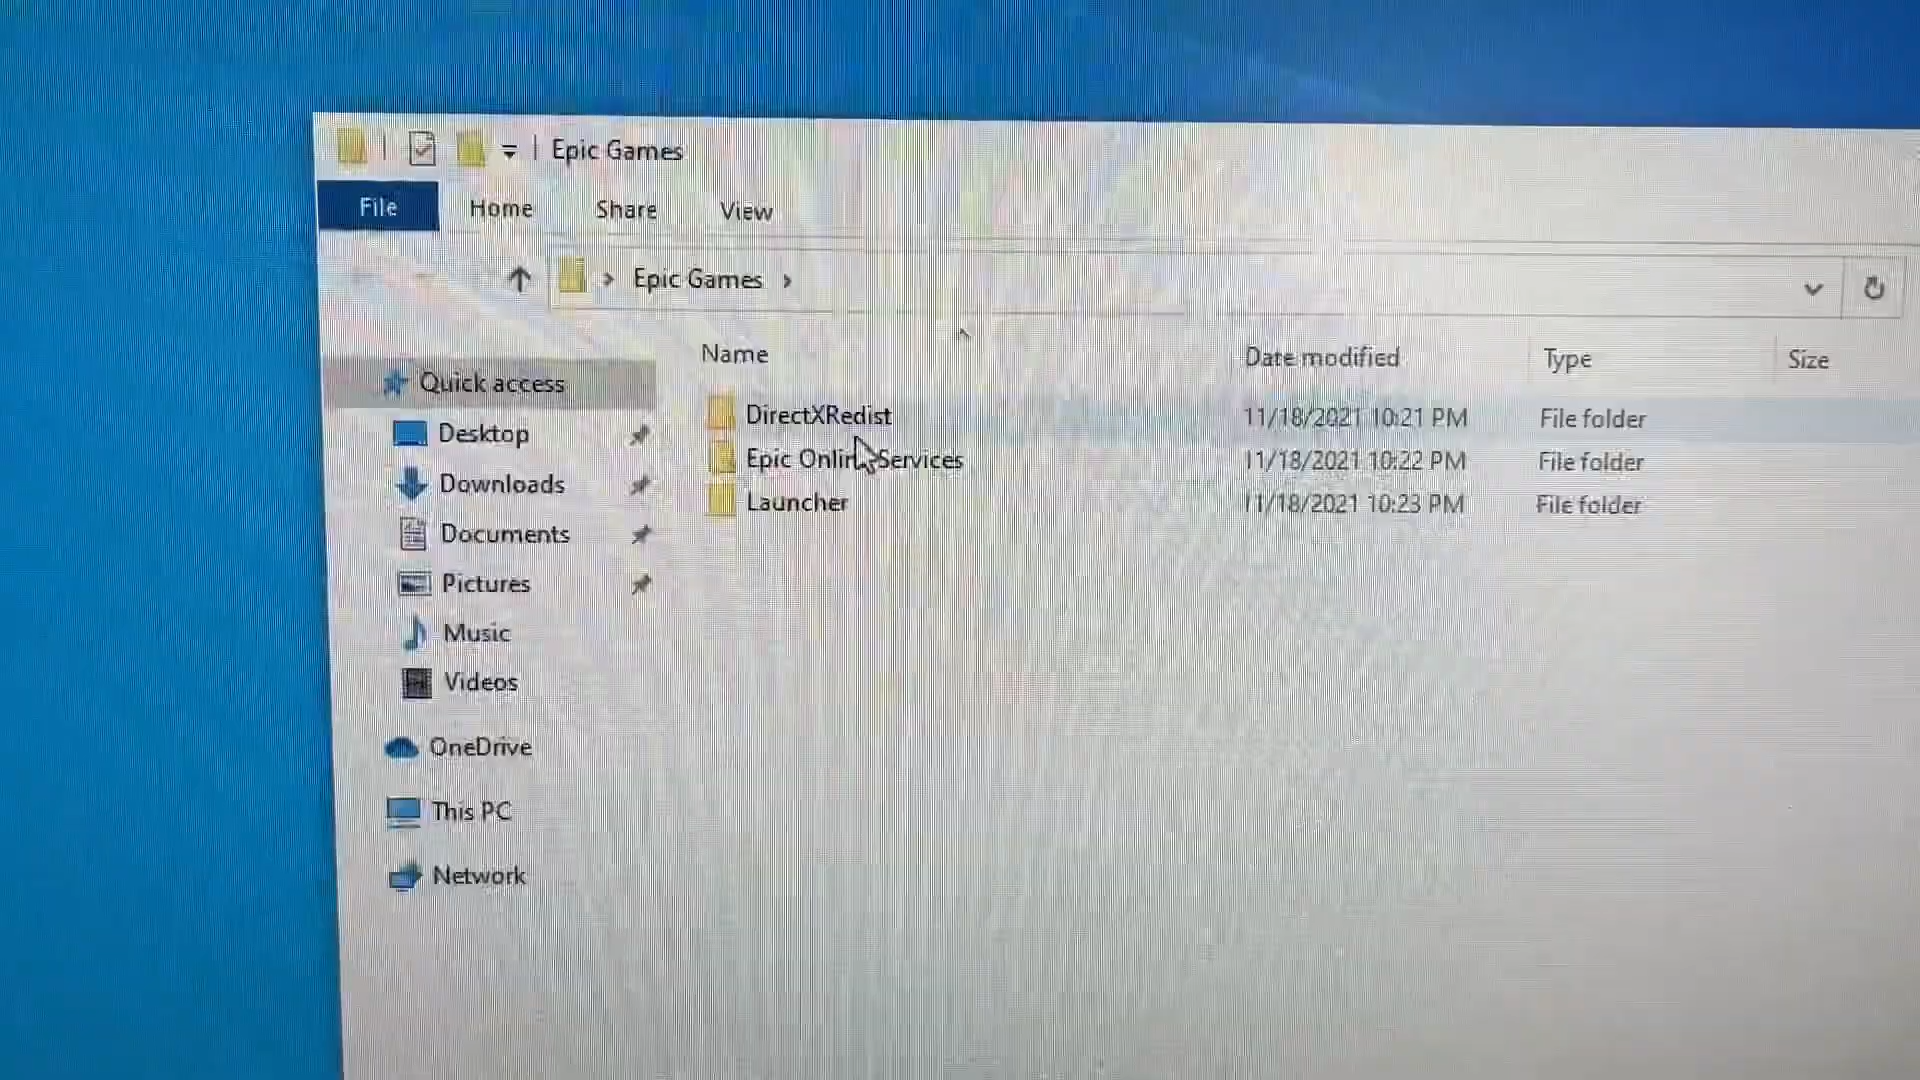 Epic Games
File Home Share View
Epic Games
Name Date modified Type Size
Quick access
DirectXRedist 11/18/2021 10:21 PM File folder
Desktop
Epic Online Services 11/18/2021 10:22 PM File folder
Downloads
Launcher 11/18/2021 10:23 PM File folder
Documents
Pictures
Music
Videos
OneDrive
This PC
Network